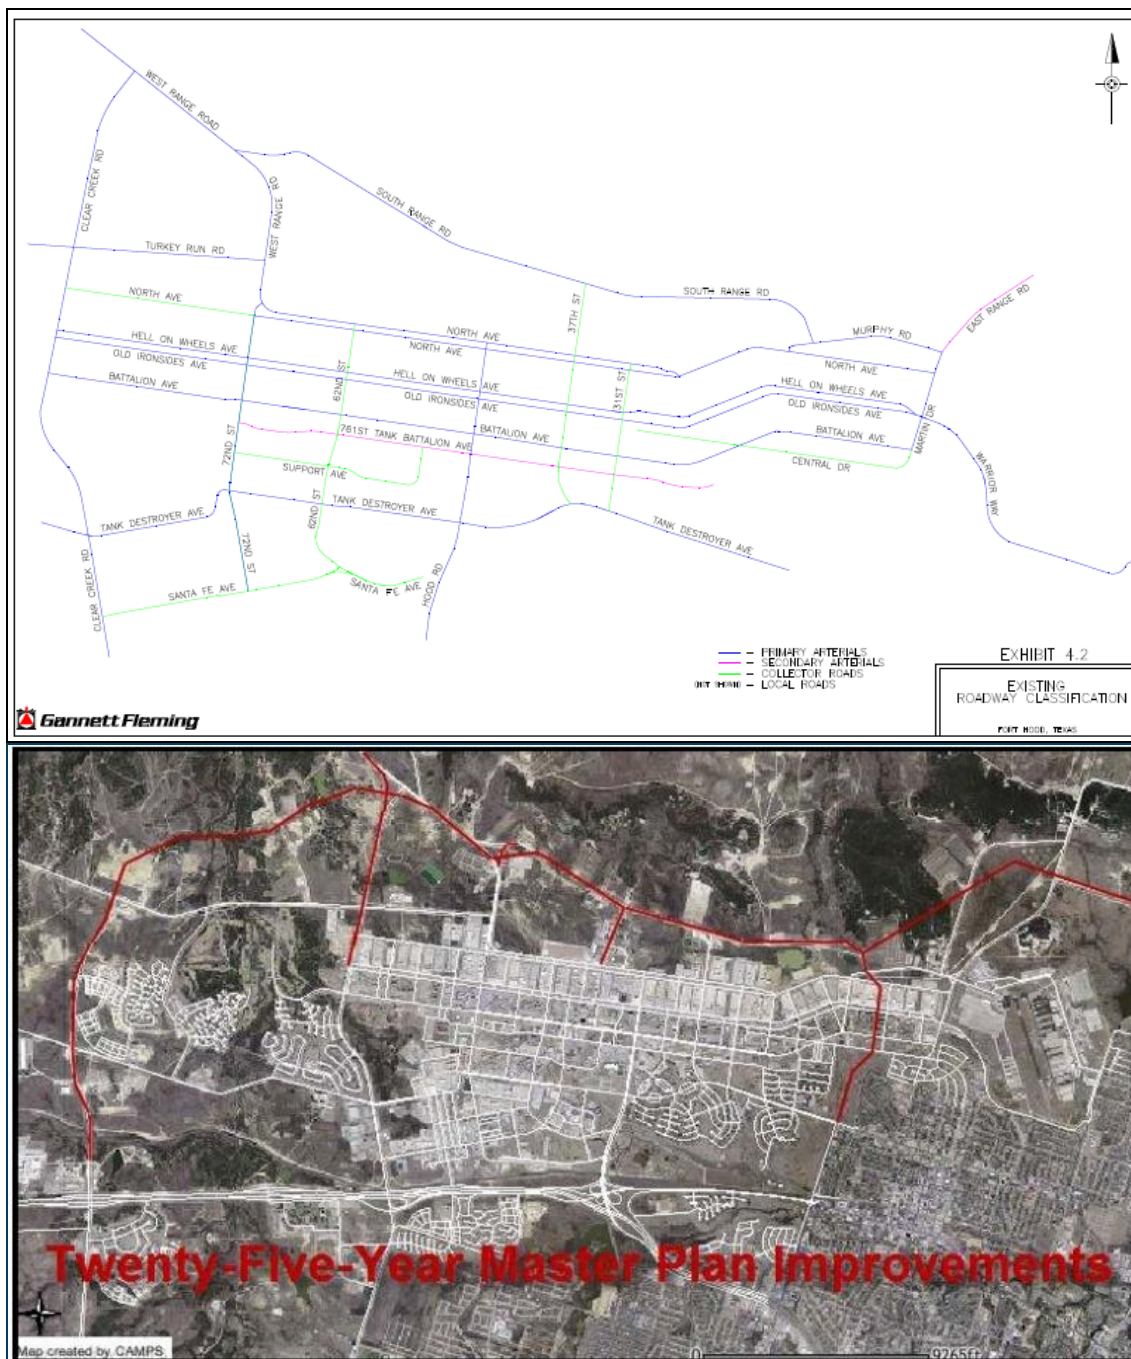 WEST RANGE ROAD
CLEAR CREEK RD
WEST RANGE RD
SOUTH RANGE RD
TURKEY RUN RD
NORTH AVE
SOUTH RANGE RD
EAST RANGE RD
37TH ST
MURPHY RD
NORTH AVE
HELL ON WHEELS AVE
NORTH AVE
NORTH AVE
OLD IRONSIDES AVE
62ND ST
HELL ON WHEELS AVE
HELL ON WHEELS AVE
BATTALION AVE
OLD IRONSIDES AVE
31ST ST
OLD IRONSIDES AVE
MARTIN DR
72ND ST
761ST TANK BATTALION AVE
BATTALION AVE
BATTALION AVE
SUPPORT AVE
CENTRAL DR
WARRIOR WAY
TANK DESTROYER AVE
62ND ST
TANK DESTROYER AVE
TANK DESTROYER AVE
72ND ST
CLEAR CREEK RD
SANTA FE AVE
SANTA FE AVE
HOOD RD
— PRIMARY ARTERIALS
— SECONDARY ARTERIALS
— COLLECTOR ROADS
(NOT SHOWN) — LOCAL ROADS
EXHIBIT 4.2
EXISTING
ROADWAY CLASSIFICATION
FORT HOOD, TEXAS
Gannett Fleming
Twenty-Five-Year Master Plan Improvements
Map created by CAMPS
0 9265ft